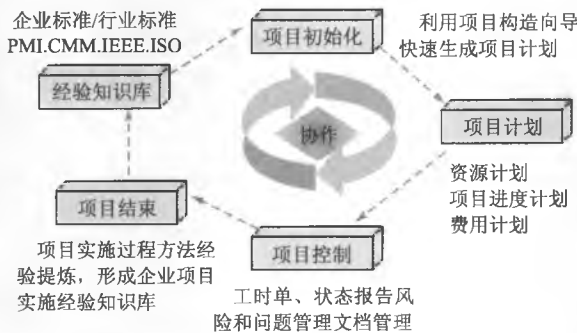 企业标准/行业标准
PMI.CMM.IEEE.ISO
项目初始化
利用项目构造向导
快速生成项目计划
经验知识库
协作
项目计划
资源计划
项目进度计划
费用计划
项目结束
项目控制
项目实施过程方法经
验提炼，形成企业项目
实施经验知识库
工时单、状态报告风
险和问题管理文档管理